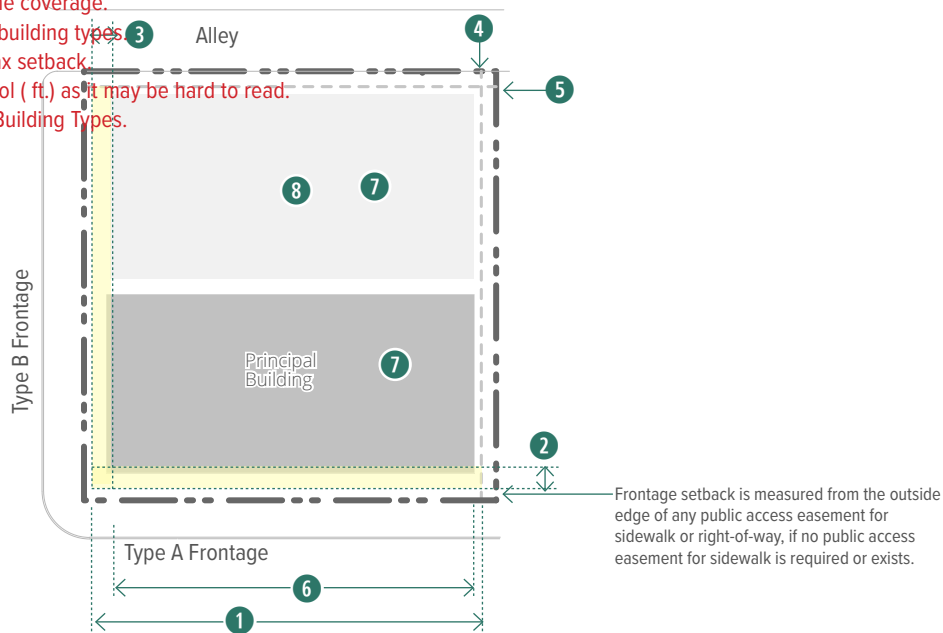 le coverage.
building types.
3
Alley
4
x setback.
ol ( ft.) as it may be hard to read.
5
Building Types.
8
7
Type B Frontage
Principal
Building
7
2
Frontage setback is measured from the outside
edge of any public access easement for
sidewalk or right-of-way, if no public access
easement for sidewalk is required or exists.
Type A Frontage
6
1